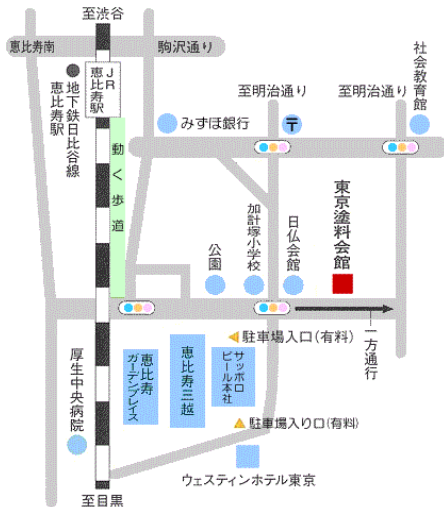 至渋谷
恵比寿南
駒沢通り
JR
恵比寿駅
地下鉄日比谷線
恵比寿駅
社会教育館
至明治通り
至明治通り
みずほ銀行
〒
動く歩道
東京塗料会館
日仏会館
加計塚小学校
公園
駐車場入口(有料)
一方通行
サッポロ
ビール本社
恵比寿三越
恵比寿
ガーデンプレイス
厚生中央病院
駐車場入り口(有料)
ウェスティンホテル東京
至目黒